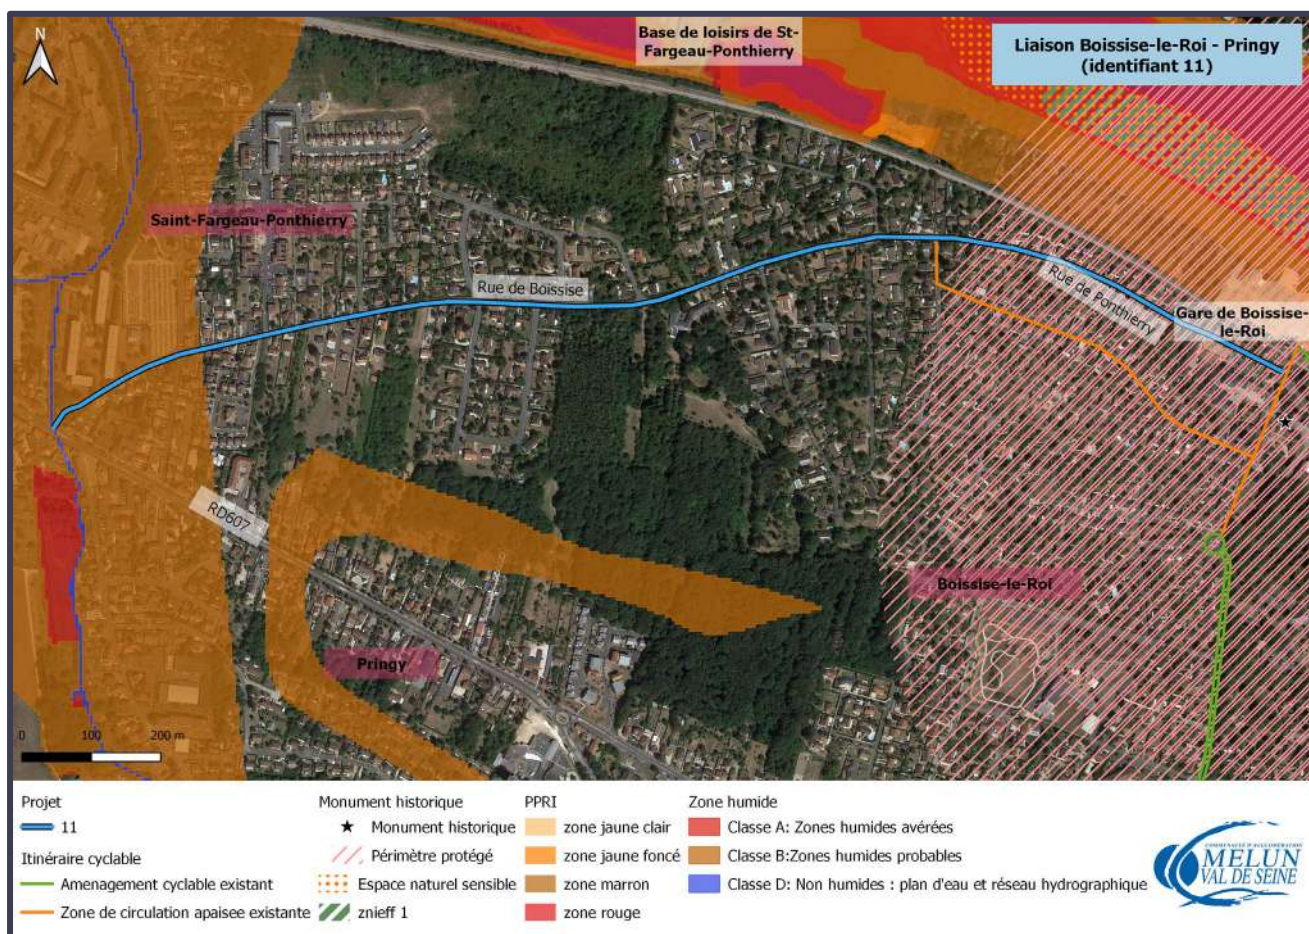 N
Base de loisirs de St-
Fargeau-Ponthierry
Liaison Boissise-le-Roi - Pringy
(identifiant 11)
Saint-Fargeau-Ponthierry
Rue de Boissise
Rue de Ponthierry
Gare de Boissise-
le-Roi
RD607
Boissise-le-Roi
Pringy
0 100 200 m
Projet
11
Itinéraire cyclable
Amenagement cyclable existant
Zone de circulation apaisee existante
Monument historique
Monument historique
Périmètre protégé
Espace naturel sensible
znieff 1
PPRI
zone jaune clair
zone jaune foncé
zone marron
zone rouge
Zone humide
Classe A: Zones humides avérées
Classe B:Zones humides probables
Classe D: Non humides : plan d'eau et réseau hydrographique
COMMUNAUTÉ D'AGGLOMÉRATION
MELUN
VAL DE SEINE